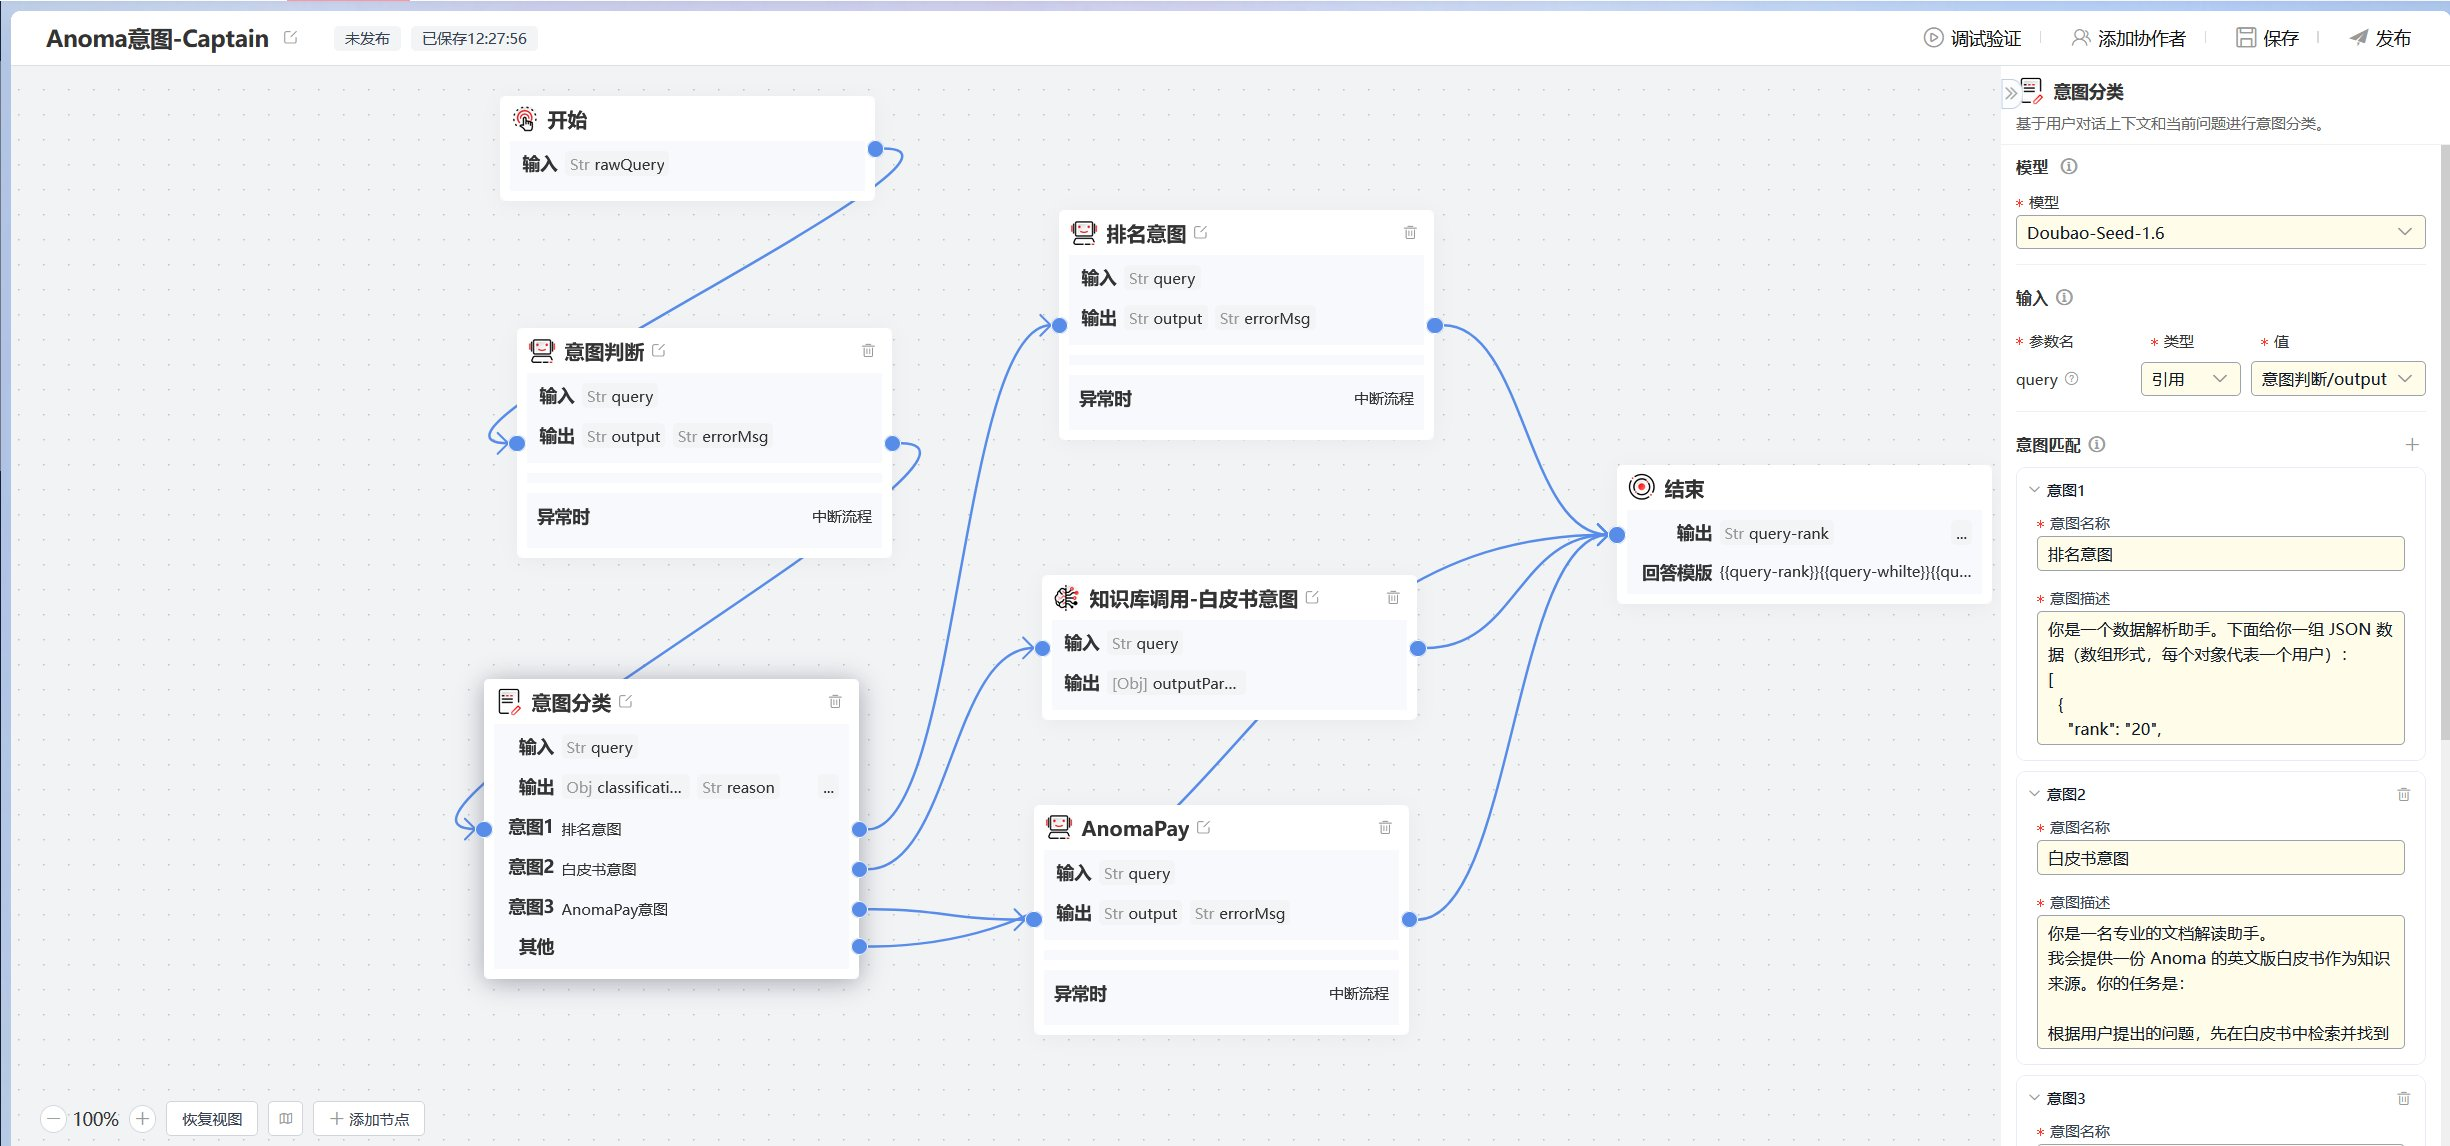 Anoma意图-Captain
未发布
已保存12:27:56
调试验证
添加协作者
保存
发布
开始
输入 Str rawQuery
意图判断
输入 Str query
输出 Str output Str errorMsg
异常时 中断流程
意图分类
输入 Str query
输出 Obj classificati... Str reason ...
意图1 排名意图
意图2 白皮书意图
意图3 AnomaPay意图
其他
排名意图
输入 Str query
输出 Str output Str errorMsg
异常时 中断流程
知识库调用-白皮书意图
输入 Str query
输出 [Obj] outputPar...
AnomaPay
输入 Str query
输出 Str output Str errorMsg
异常时 中断流程
结束
输出 Str query-rank ...
回答模版 {{query-rank}}{{query-whilte}}{{qu...
100%
恢复视图
添加节点
意图分类
基于用户对话上下文和当前问题进行意图分类。
模型
* 模型
Doubao-Seed-1.6
输入
* 参数名 * 类型 * 值
query 引用 意图判断/output
意图匹配
意图1
* 意图名称
排名意图
* 意图描述
你是一个数据解析助手。下面给你一组 JSON 数
据（数组形式，每个对象代表一个用户）：
[
{
"rank": "20",
意图2
* 意图名称
白皮书意图
* 意图描述
你是一名专业的文档解读助手。
我会提供一份 Anoma 的英文版白皮书作为知识
来源。你的任务是：
根据用户提出的问题，先在白皮书中检索并找到
意图3
* 意图名称